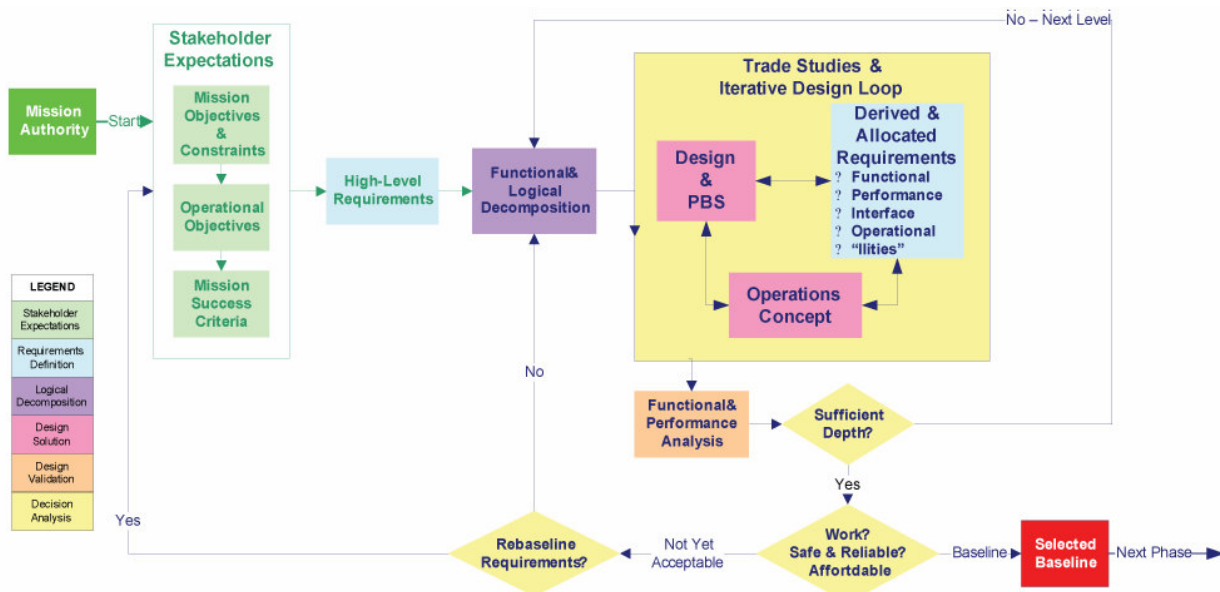 No – Next Level
Stakeholder
Expectations
Trade Studies &
Iterative Design Loop
Mission
Authority
Start
Mission
Objectives
&
Constraints
Operational
Objectives
Mission
Success
Criteria
High-Level
Requirements
Functional&
Logical
Decomposition
Design
&
PBS
Derived &
Allocated
Requirements
? Functional
? Performance
? Interface
? Operational
? “Ilities”
Operations
Concept
LEGEND
Stakeholder
Expectations
Requirements
Definition
Logical
Decomposition
Design
Solution
Design
Validation
Decision
Analysis
No
Functional&
Performance
Analysis
Sufficient
Depth?
Yes
Yes
Rebaseline
Requirements?
Not Yet
Acceptable
Work?
Safe & Reliable?
Affortdable
Baseline
Selected
Baseline
Next Phase